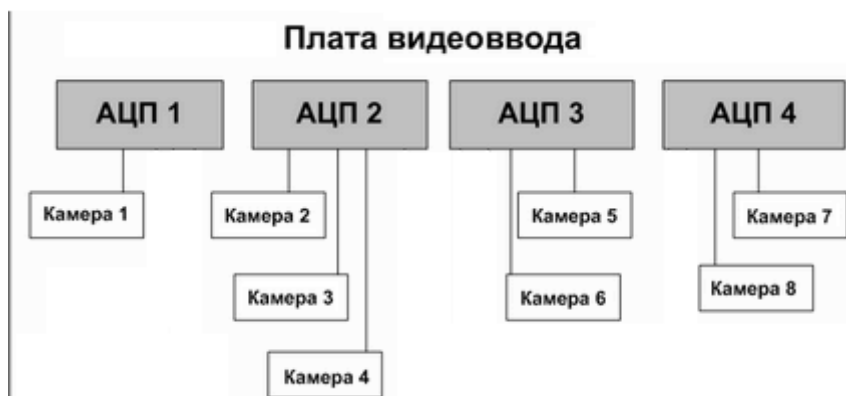 Плата видеоввода
АЦП 1
АЦП 2
АЦП 3
АЦП 4
Камера 1
Камера 2
Камера 5
Камера 7
Камера 3
Камера 6
Камера 8
Камера 4